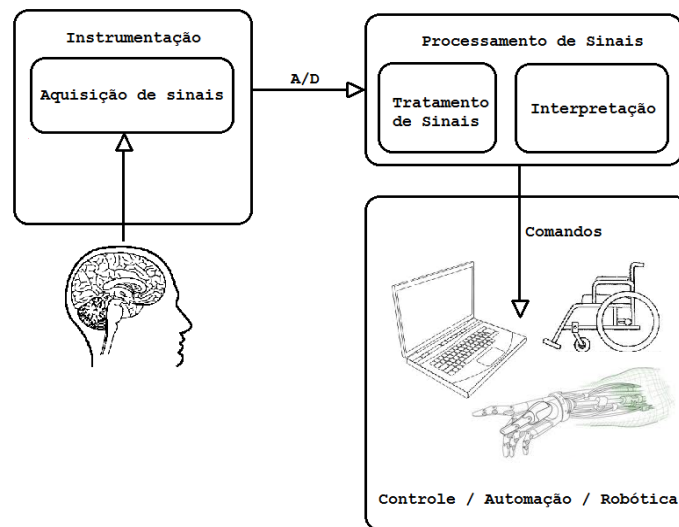 Instrumentação
Aquisição de sinais
A/D
Processamento de Sinais
Tratamento
de Sinais
Interpretação
Comandos
Controle / Automação / Robótica